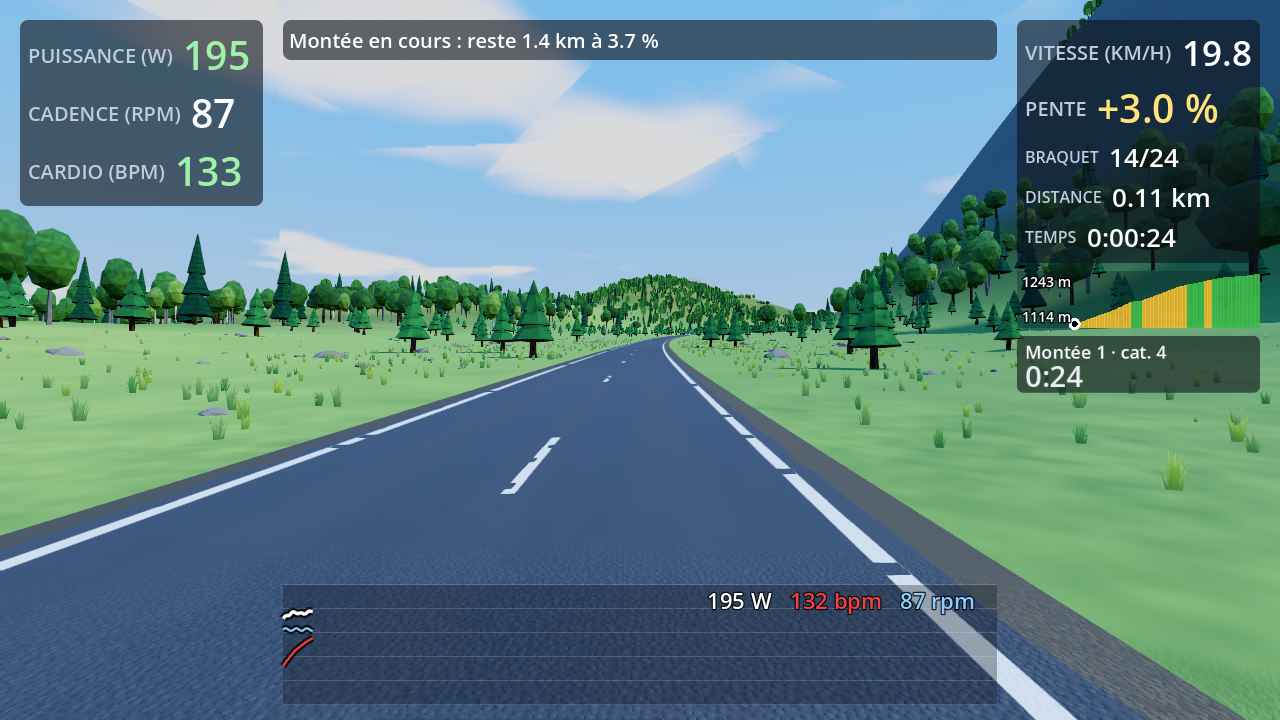 PUISSANCE (W) 195
CADENCE (RPM) 87
CARDIO (BPM) 133
Montée en cours : reste 1.4 km à 3.7 %
VITESSE (KM/H) 19.8
PENTE +3.0 %
BRAQUET 14/24
DISTANCE 0.11 km
TEMPS 0:00:24
1243 m
1114 m
Montée 1 · cat. 4
0:24
195 W 132 bpm 87 rpm